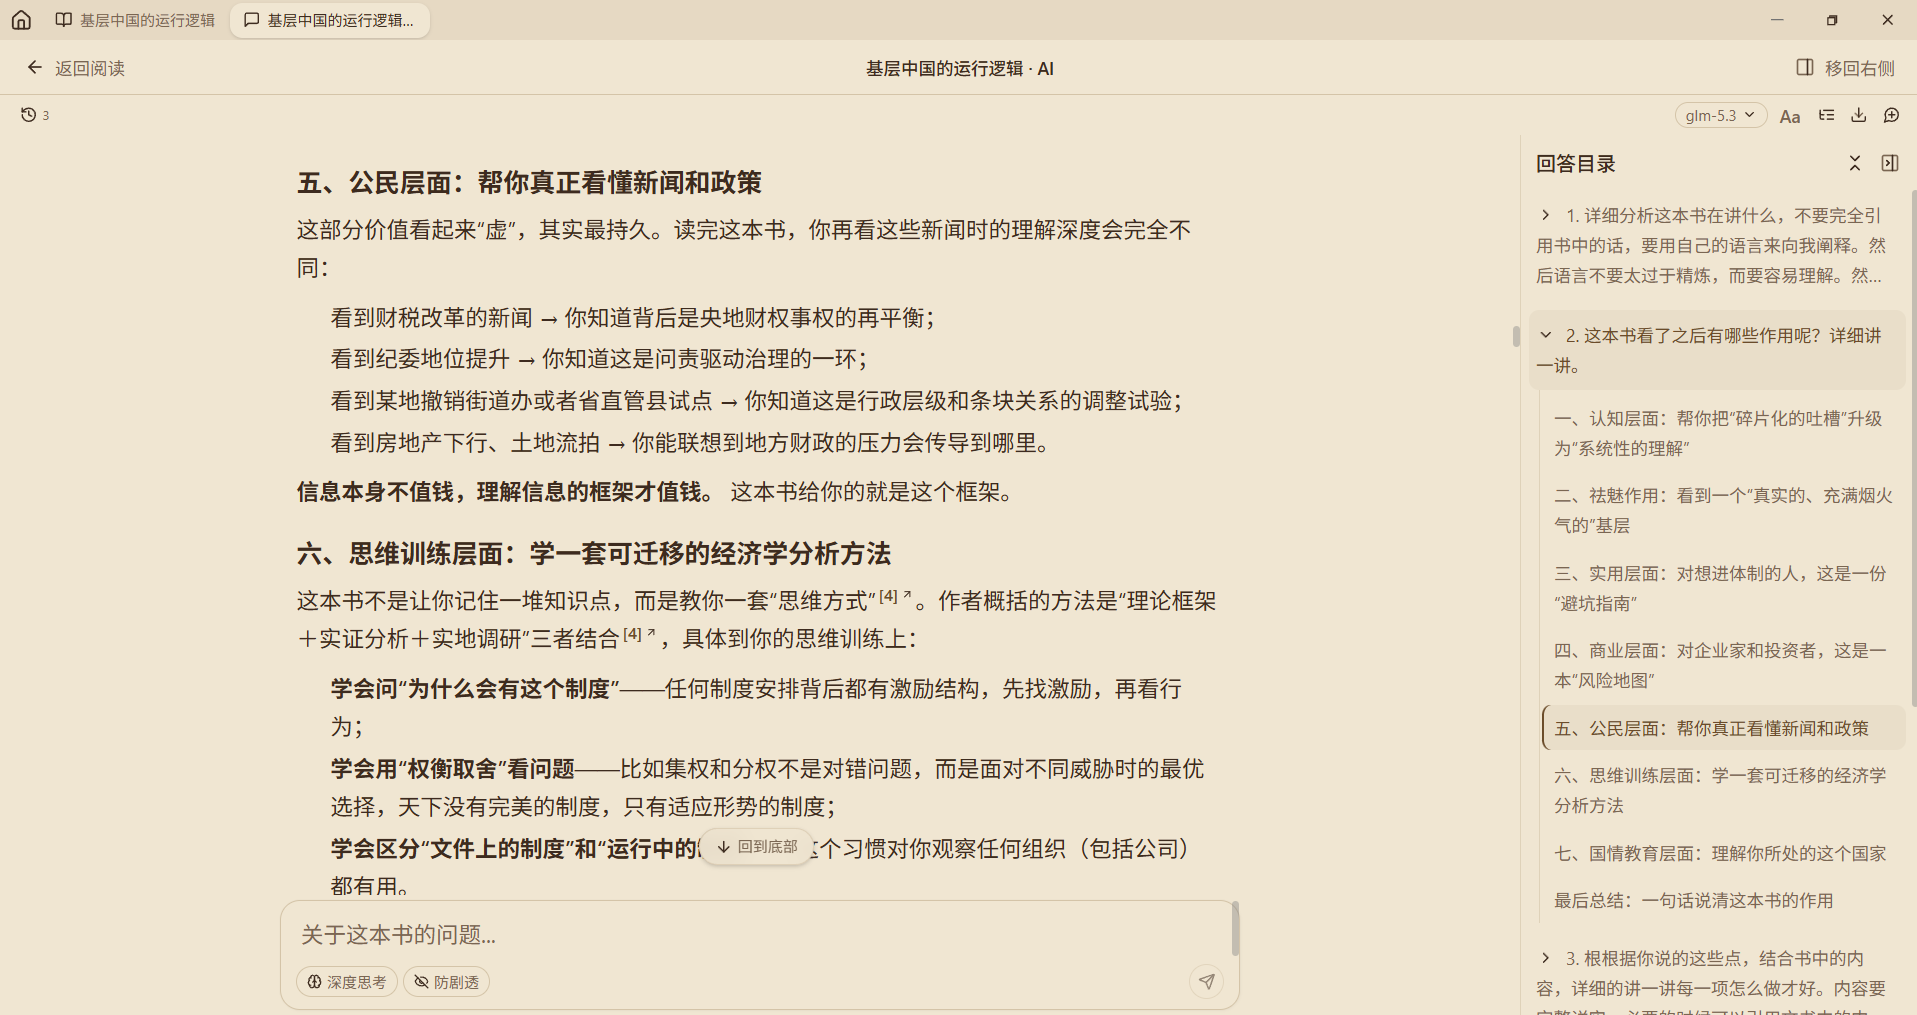 基层中国的运行逻辑
基层中国的运行逻辑...
返回阅读
基层中国的运行逻辑 · AI
移回右侧
3
glm-5.3
Aa
五、公民层面：帮你真正看懂新闻和政策
这部分价值看起来“虚”，其实最持久。读完这本书，你再看这些新闻时的理解深度会完全不
同：
看到财税改革的新闻 → 你知道背后是央地财权事权的再平衡；
看到纪委地位提升 → 你知道这是问责驱动治理的一环；
看到某地撤销街道办或者省直管县试点 → 你知道这是行政层级和条块关系的调整试验；
看到房地产下行、土地流拍 → 你能联想到地方财政的压力会传导到哪里。
信息本身不值钱，理解信息的框架才值钱。 这本书给你的就是这个框架。
六、思维训练层面：学一套可迁移的经济学分析方法
这本书不是让你记住一堆知识点，而是教你一套“思维方式”[4]↗。作者概括的方法是“理论框架
＋实证分析＋实地调研”三者结合[4]↗，具体到你的思维训练上：
学会问“为什么会有这个制度”——任何制度安排背后都有激励结构，先找激励，再看行
为；
学会用“权衡取舍”看问题——比如集权和分权不是对错问题，而是面对不同威胁时的最优
选择，天下没有完美的制度，只有适应形势的制度；
学会区分“文件上的制度”和“运行中的 个习惯对你观察任何组织（包括公司）
回到底部
都有用。
关于这本书的问题...
深度思考
防剧透
回答目录
1. 详细分析这本书在讲什么，不要完全引
用书中的话，要用自己的语言来向我阐释。然
后语言不要太过于精炼，而要容易理解。然...
2. 这本书看了之后有哪些作用呢？详细讲
一讲。
一、认知层面：帮你把“碎片化的吐槽”升级
为“系统性的理解”
二、祛魅作用：看到一个“真实的、充满烟火
气的”基层
三、实用层面：对想进体制的人，这是一份
“避坑指南”
四、商业层面：对企业家和投资者，这是一
本“风险地图”
五、公民层面：帮你真正看懂新闻和政策
六、思维训练层面：学一套可迁移的经济学
分析方法
七、国情教育层面：理解你所处的这个国家
最后总结：一句话说清这本书的作用
3. 根根据你说的这些点，结合书中的内
容，详细的讲一讲每一项怎么做才好。内容要